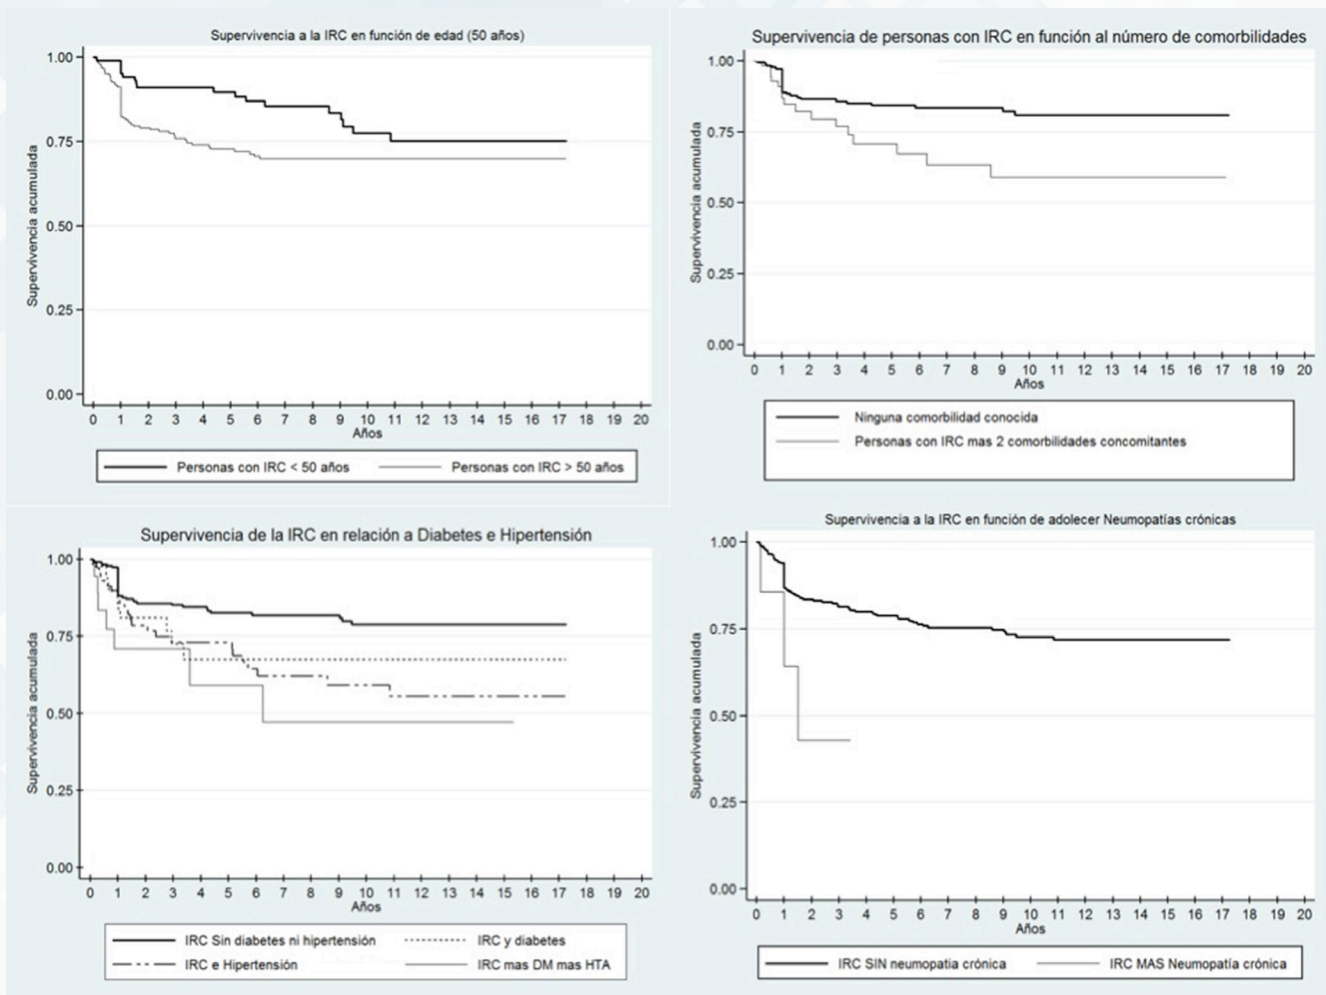 Supervivencia a la IRC en función de edad (50 años)
1.00
0.75
0.50
0.25
0.00
Supervivencia acumulada
0 1 2 3 4 5 6 7 8 9 10 11 12 13 14 15 16 17 18 19 20
Años
Personas con IRC < 50 años Personas con IRC > 50 años
Supervivencia de personas con IRC en función al número de comorbilidades
1.00
0.75
0.50
0.25
0.00
Supervivencia acumulada
0 1 2 3 4 5 6 7 8 9 10 11 12 13 14 15 16 17 18 19 20
Años
Ninguna comorbilidad conocida
Personas con IRC mas 2 comorbilidades concomitantes
Supervivencia de la IRC en relación a Diabetes e Hipertensión
1.00
0.75
0.50
0.25
0.00
Supervivencia acumulada
0 1 2 3 4 5 6 7 8 9 10 11 12 13 14 15 16 17 18 19 20
Años
IRC Sin diabetes ni hipertensión IRC y diabetes
IRC e Hipertensión IRC mas DM mas HTA
Supervivencia a la IRC en función de adolecer Neumopatías crónicas
1.00
0.75
0.50
0.25
0.00
Supervivencia acumulada
0 1 2 3 4 5 6 7 8 9 10 11 12 13 14 15 16 17 18 19 20
Años
IRC SIN neumopatia crónica IRC MAS Neumopatía crónica